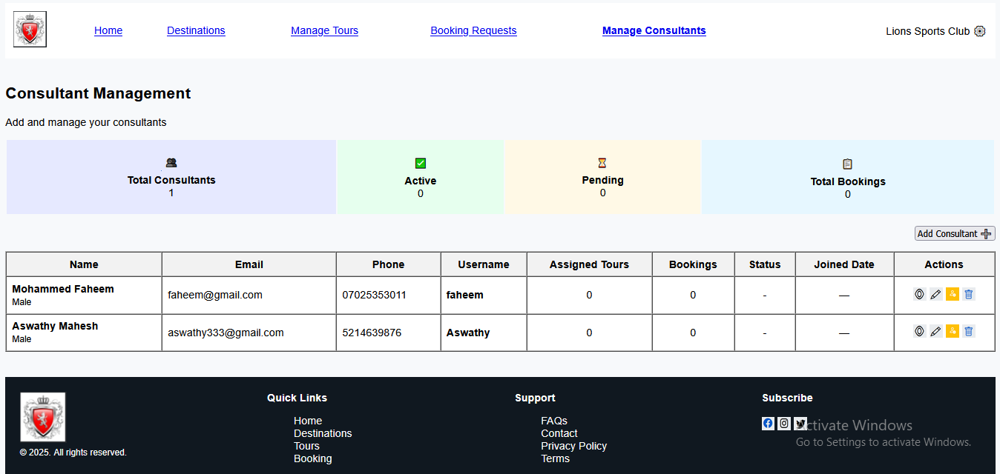 Home Destinations Manage Tours Booking Requests Manage Consultants Lions Sports Club
Consultant Management
Add and manage your consultants
Total Consultants Active Pending Total Bookings
1 0 0 0
Add Consultant
Name Email Phone Username Assigned Tours Bookings Status Joined Date Actions
Mohammed Faheem
Male
faheem@gmail.com 07025353011 faheem 0 0 - —
Aswathy Mahesh
Male
aswathy333@gmail.com 5214639876 Aswathy 0 0 - —
© 2025. All rights reserved.
Quick Links
Home
Destinations
Tours
Booking
Support
FAQs
Contact
Privacy Policy
Terms
Subscribe
Activate Windows
Go to Settings to activate Windows.